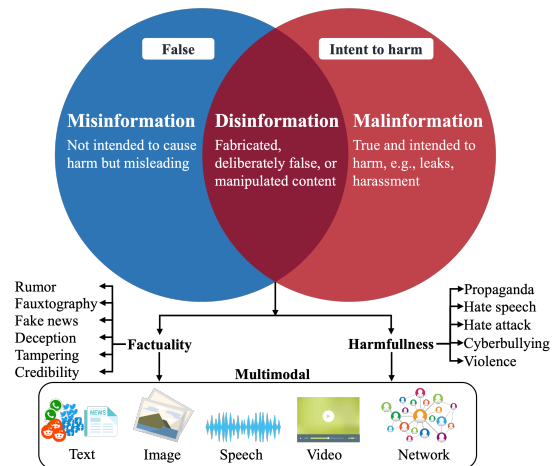 False
Intent to harm
Misinformation
Not intended to cause
harm but misleading
Disinformation
Fabricated,
deliberately false, or
manipulated content
Malinformation
True and intended to
harm, e.g., leaks,
harassment
Rumor
Fauxtography
Fake news
Deception
Tampering
Credibility
Factuality
Harmfullness
Propaganda
Hate speech
Hate attack
Cyberbullying
Violence
Multimodal
NEWS
Text
Image
Speech
Video
Network